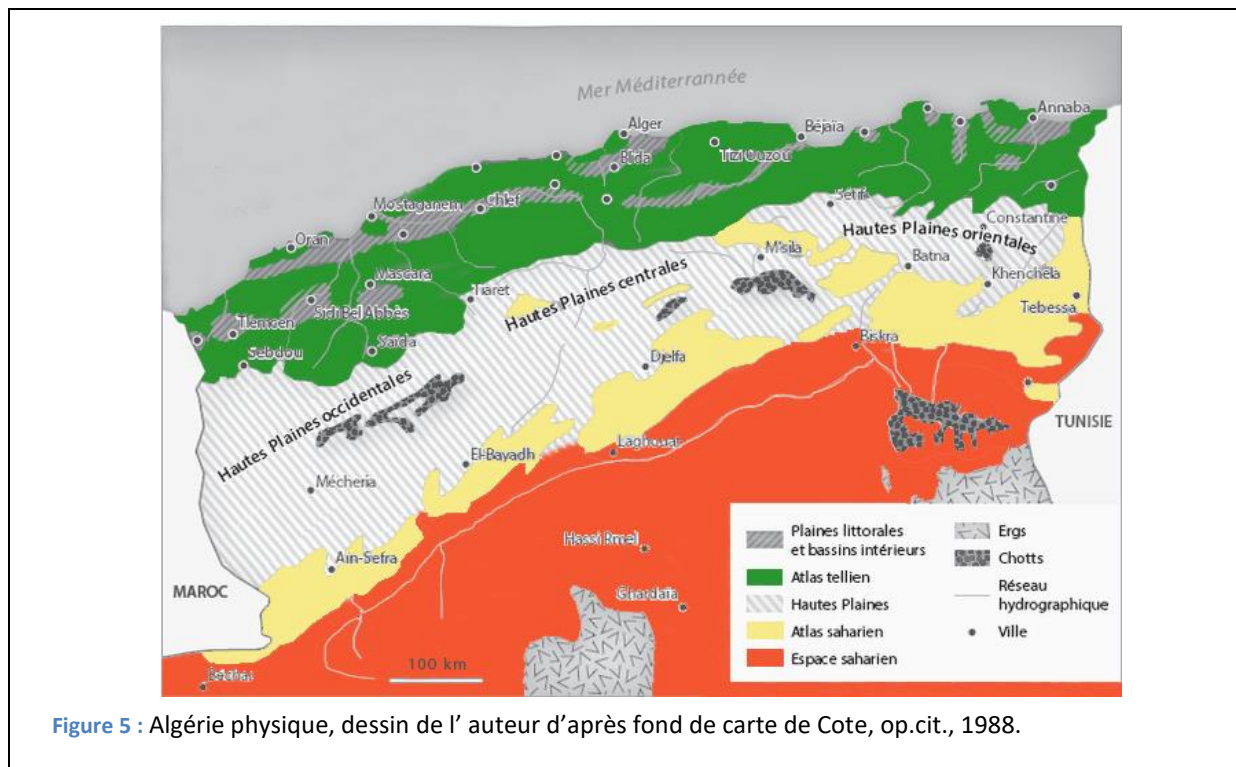 Mer Méditerrannée
Annaba
Alger
Béjaïa
Blida
Tizi Ouzou
Mostaganem
Chlef
Sétif
Constantine
Oran
Hautes Plaines orientales
M'sila
Batna
Mascara
Hautes Plaines centrales
Khenchela
Tiaret
Sidi Bel Abbès
Tebessa
Tlemcen
Saïda
Biskra
Sebdou
Djelfa
Hautes Plaines occidentales
TUNISIE
Laghouat
El-Bayadh
Mécheria
Hassi Rmel
Aïn-Sefra
MAROC
Ghardaïa
100 km
Béchar
Plaines littorales
et bassins intérieurs
Atlas tellien
Hautes Plaines
Atlas saharien
Espace saharien
Ergs
Chotts
Réseau
hydrographique
Ville
Figure 5 : Algérie physique, dessin de l' auteur d'après fond de carte de Cote, op.cit., 1988.